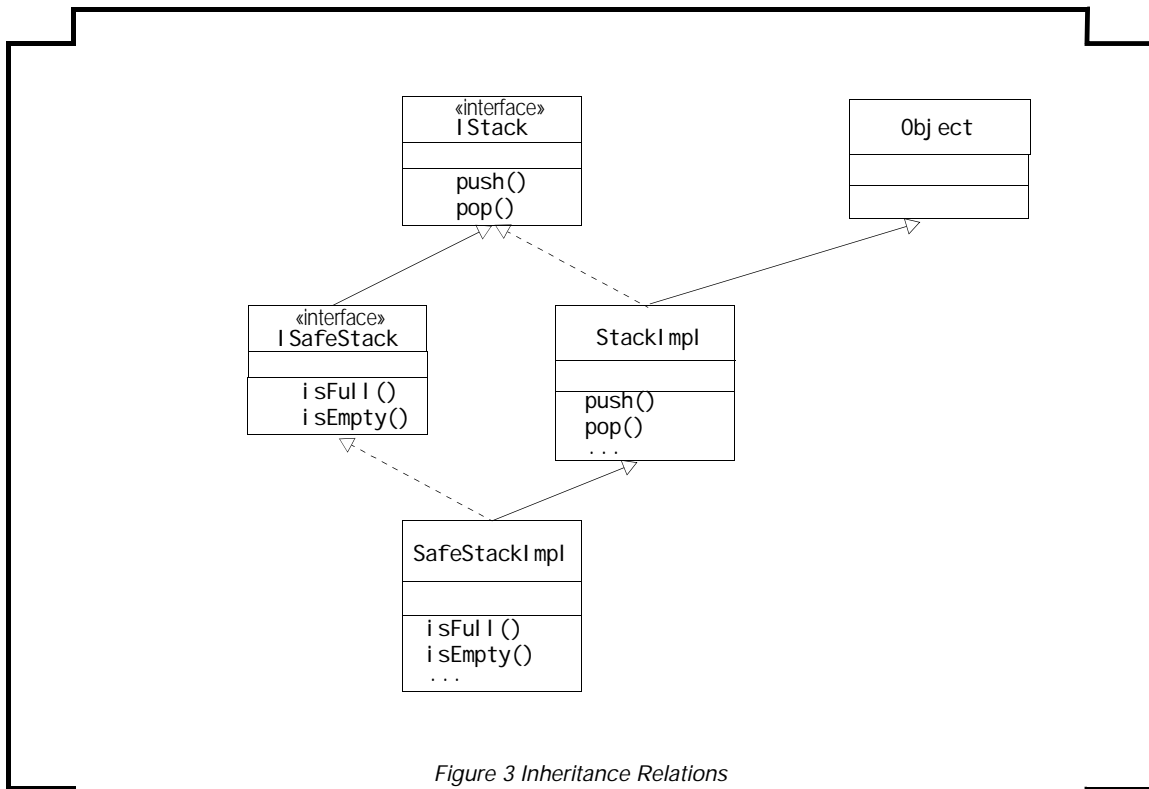 «interface»
IStack
push()
pop()
Object
«interface»
ISafeStack
isFull()
isEmpty()
StackImpl
push()
pop()
...
SafeStackImpl
isFull()
isEmpty()
...
Figure 3 Inheritance Relations